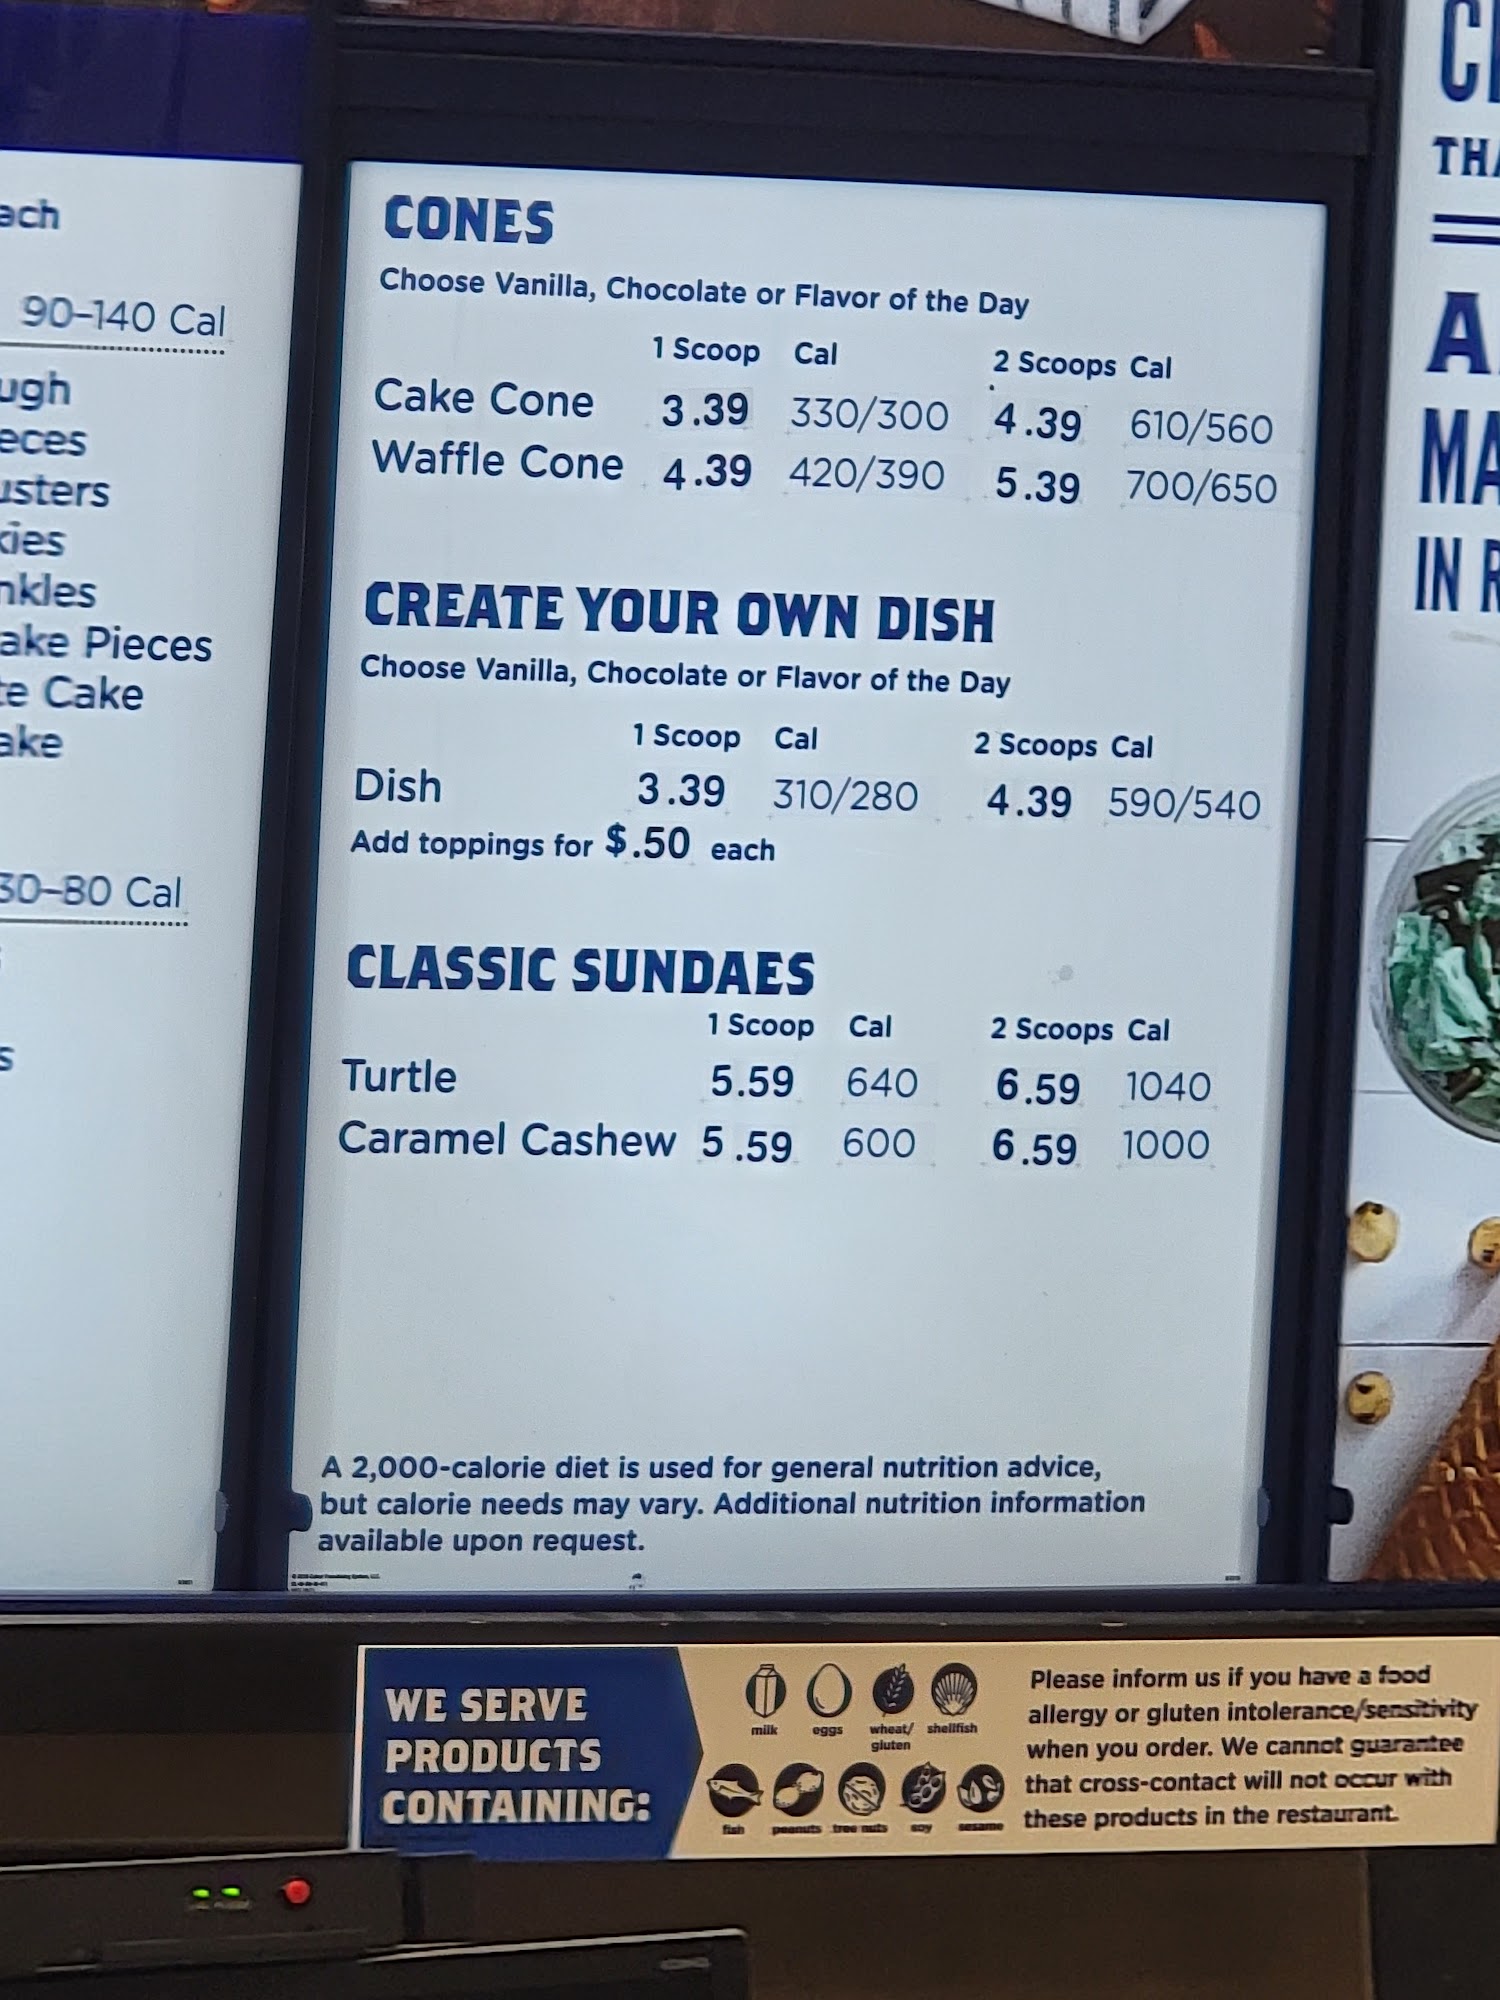 ach
90–140 Cal
ugh
eces
usters
kies
nkles
ake Pieces
te Cake
ake
30–80 Cal
s
CONES
Choose Vanilla, Chocolate or Flavor of the Day
1 Scoop Cal 2 Scoops Cal
Cake Cone 3.39 330/300 4.39 610/560
Waffle Cone 4.39 420/390 5.39 700/650
CREATE YOUR OWN DISH
Choose Vanilla, Chocolate or Flavor of the Day
1 Scoop Cal 2 Scoops Cal
Dish 3.39 310/280 4.39 590/540
Add toppings for $.50 each
CLASSIC SUNDAES
1 Scoop Cal 2 Scoops Cal
Turtle 5.59 640 6.59 1040
Caramel Cashew 5.59 600 6.59 1000
A 2,000-calorie diet is used for general nutrition advice,
but calorie needs may vary. Additional nutrition information
available upon request.
THA
A
MA
IN R
WE SERVE
PRODUCTS
CONTAINING:
milk eggs wheat/ shellfish
gluten
fish peanuts tree nuts soy sesame
Please inform us if you have a food
allergy or gluten intolerance/sensitivity
when you order. We cannot guarantee
that cross-contact will not occur with
these products in the restaurant.